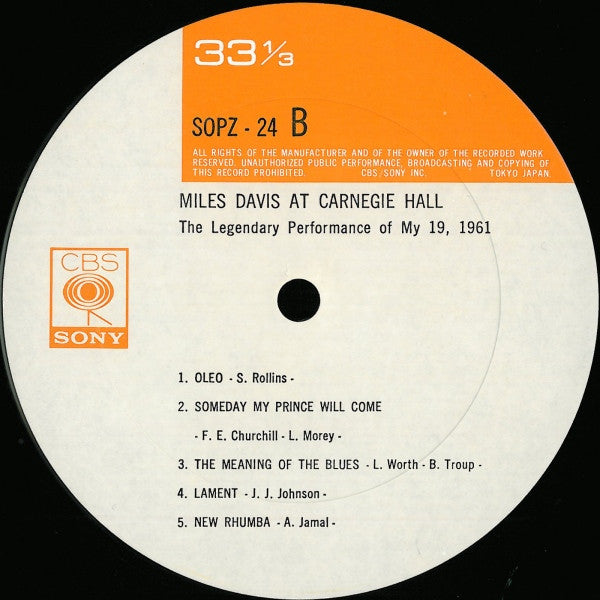 33 1/3
SOPZ - 24 B
ALL RIGHTS OF THE MANUFACTURER AND OF THE OWNER OF THE RECORDED WORK
RESERVED. UNAUTHORIZED PUBLIC PERFORMANCE, BROADCASTING AND COPYING OF
THIS RECORD PROHIBITED. CBS/SONY INC. TOKYO JAPAN.
MILES DAVIS AT CARNEGIE HALL
The Legendary Performance of My 19, 1961
CBS
SONY
1. OLEO - S. Rollins -
2. SOMEDAY MY PRINCE WILL COME
- F. E. Churchill - L. Morey -
3. THE MEANING OF THE BLUES - L. Worth - B. Troup -
4. LAMENT - J. J. Johnson -
5. NEW RHUMBA - A. Jamal -